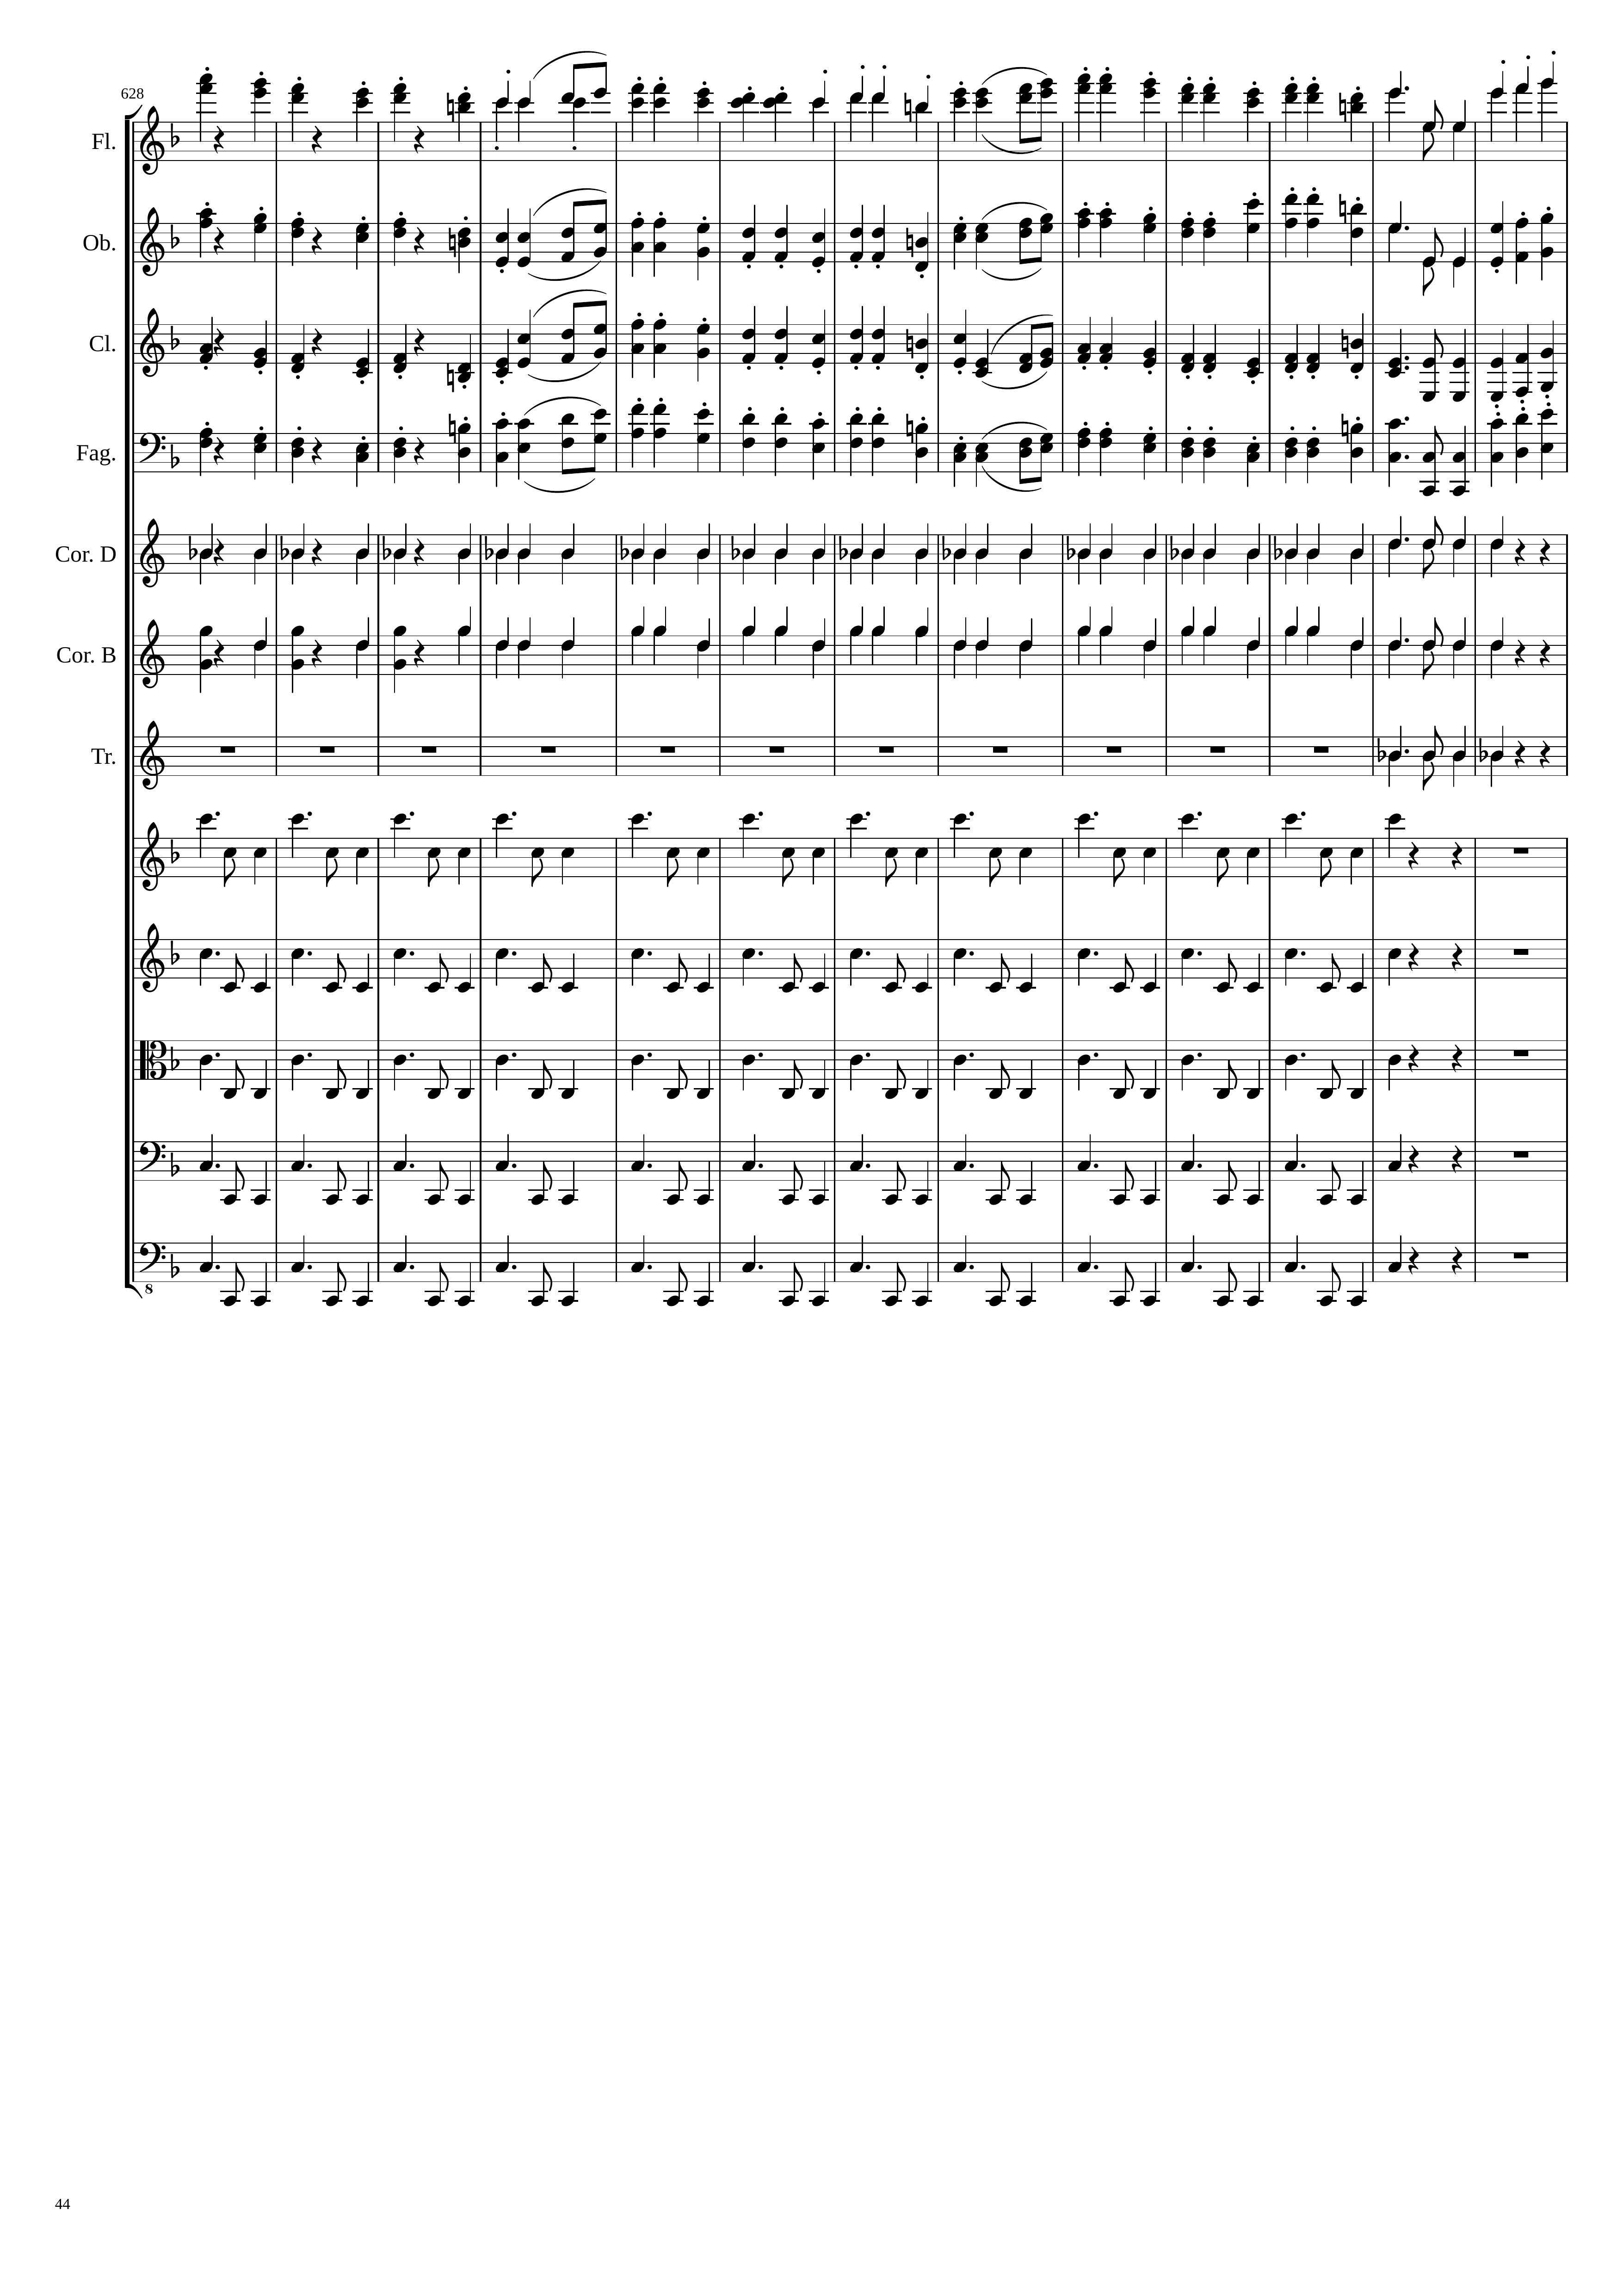 628
Fl.
Ob.
Cl.
Fag.
Cor. D
Cor. B
Tr.
8
44